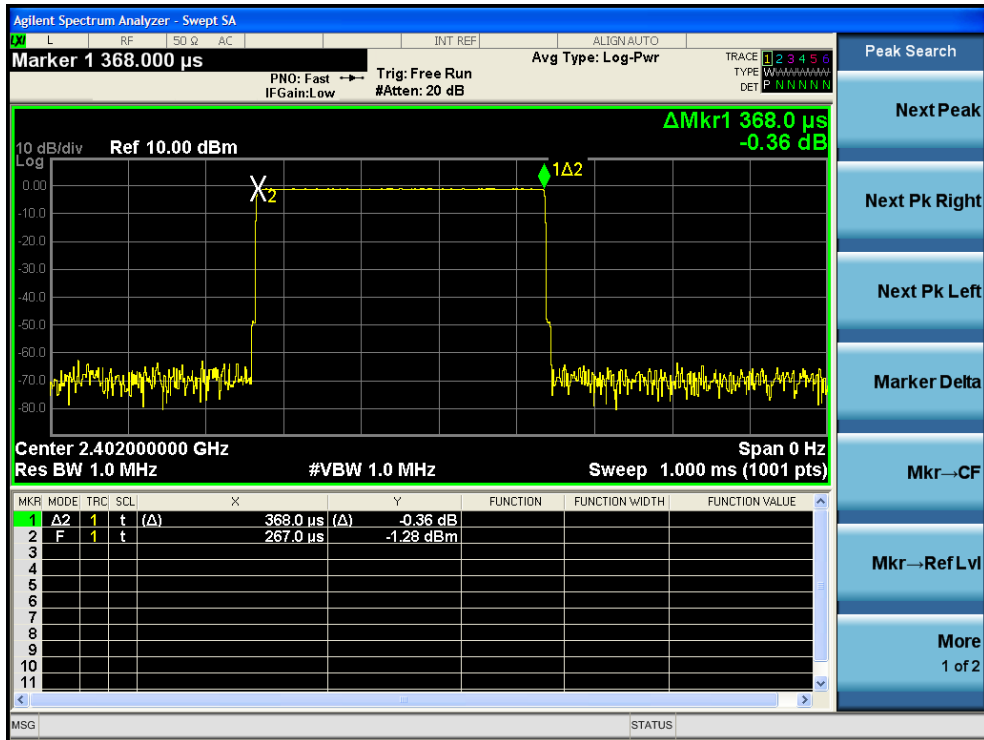 Agilent Spectrum Analyzer - Swept SA
LXI L RF 50 Ω AC INT REF ALIGNAUTO
Marker 1 368.000 µs
PNO: Fast
IFGain:Low
Trig: Free Run
#Atten: 20 dB
Avg Type: Log-Pwr
TRACE 1 2 3 4 5 6
TYPE WWWWWWW
DET P N N N N N
ΔMkr1 368.0 µs
-0.36 dB
10 dB/div Ref 10.00 dBm
Log
0.00
-10.0
-20.0
-30.0
-40.0
-50.0
-60.0
-70.0
-80.0
X2
1Δ2
Center 2.402000000 GHz Span 0 Hz
Res BW 1.0 MHz #VBW 1.0 MHz Sweep 1.000 ms (1001 pts)
MKR MODE TRC SCL X Y FUNCTION FUNCTION WIDTH FUNCTION VALUE
1 Δ2 1 t (Δ) 368.0 µs (Δ) -0.36 dB
2 F 1 t 267.0 µs -1.28 dBm
3
4
5
6
7
8
9
10
11
MSG STATUS
Peak Search
Next Peak
Next Pk Right
Next Pk Left
Marker Delta
Mkr→CF
Mkr→Ref Lvl
More
1 of 2